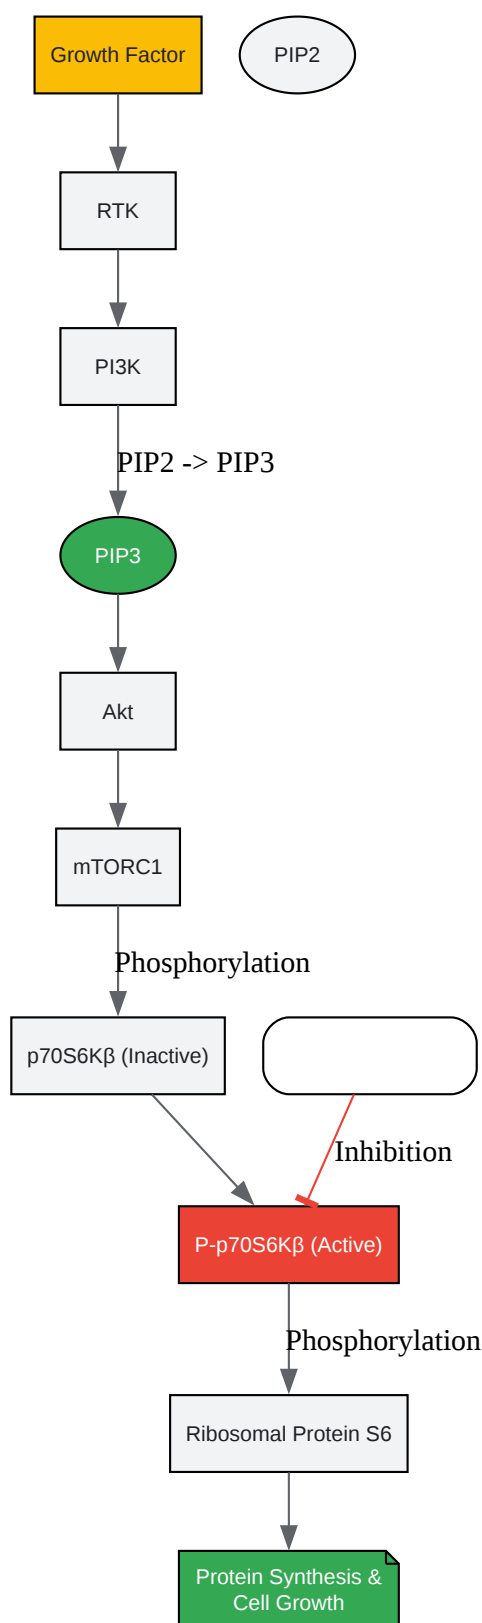 Growth Factor
PIP2
RTK
PI3K
PIP2 -> PIP3
PIP3
Akt
mTORC1
Phosphorylation
p70S6Kβ (Inactive)
Inhibition
P-p70S6Kβ (Active)
Phosphorylation
Ribosomal Protein S6
Protein Synthesis &
Cell Growth